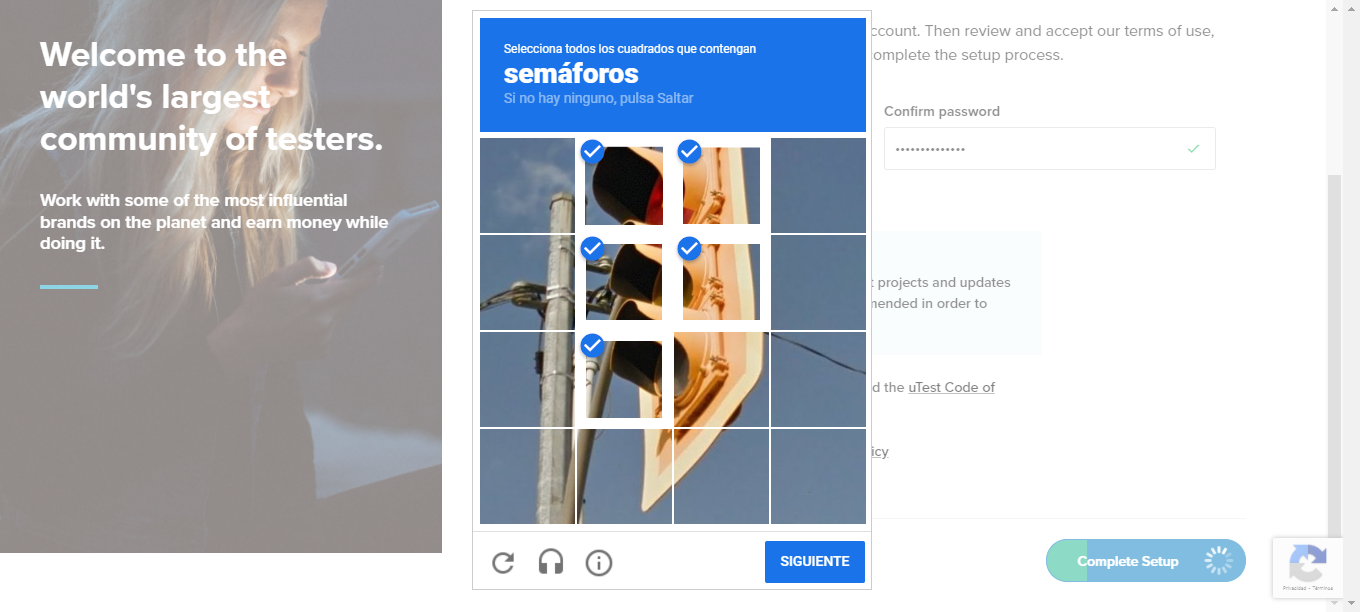 Welcome to the
world's largest
community of testers.
Work with some of the most influential
brands on the planet and earn money while
doing it.
Selecciona todos los cuadrados que contengan
semáforos
Si no hay ninguno, pulsa Saltar
SIGUIENTE
ccount. Then review and accept our terms of use,
omplete the setup process.
Confirm password
••••••••••••••
t projects and updates
mended in order to
d the uTest Code of
icy
Complete Setup
Privacidad - Términos